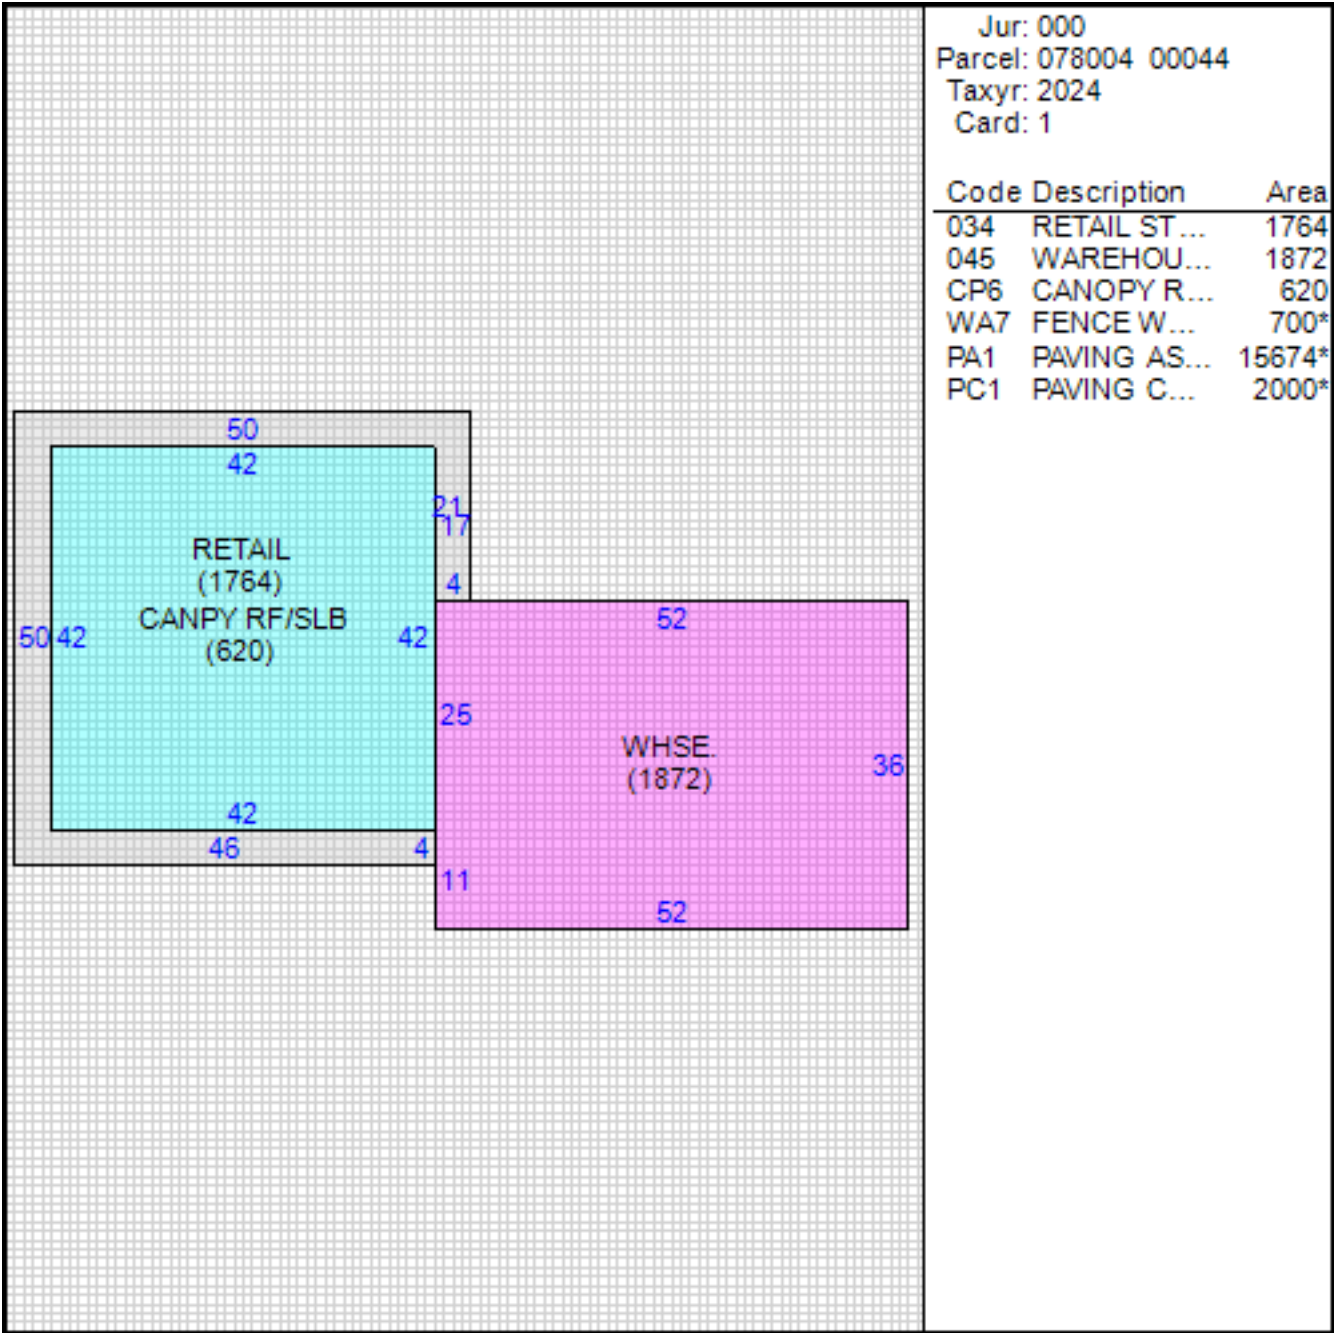 Jur: 000
Parcel: 078004 00044
Taxyr: 2024
Card: 1
Code Description Area
034 RETAIL ST... 1764
045 WAREHOU... 1872
CP6 CANOPY R... 620
WA7 FENCE W... 700*
PA1 PAVING AS... 15674*
PC1 PAVING C... 2000*
50
42
21
17
RETAIL
(1764)
4
CANPY RF/SLB
52
50 42
42
(620)
25
WHSE.
36
(1872)
42
46
4
11
52